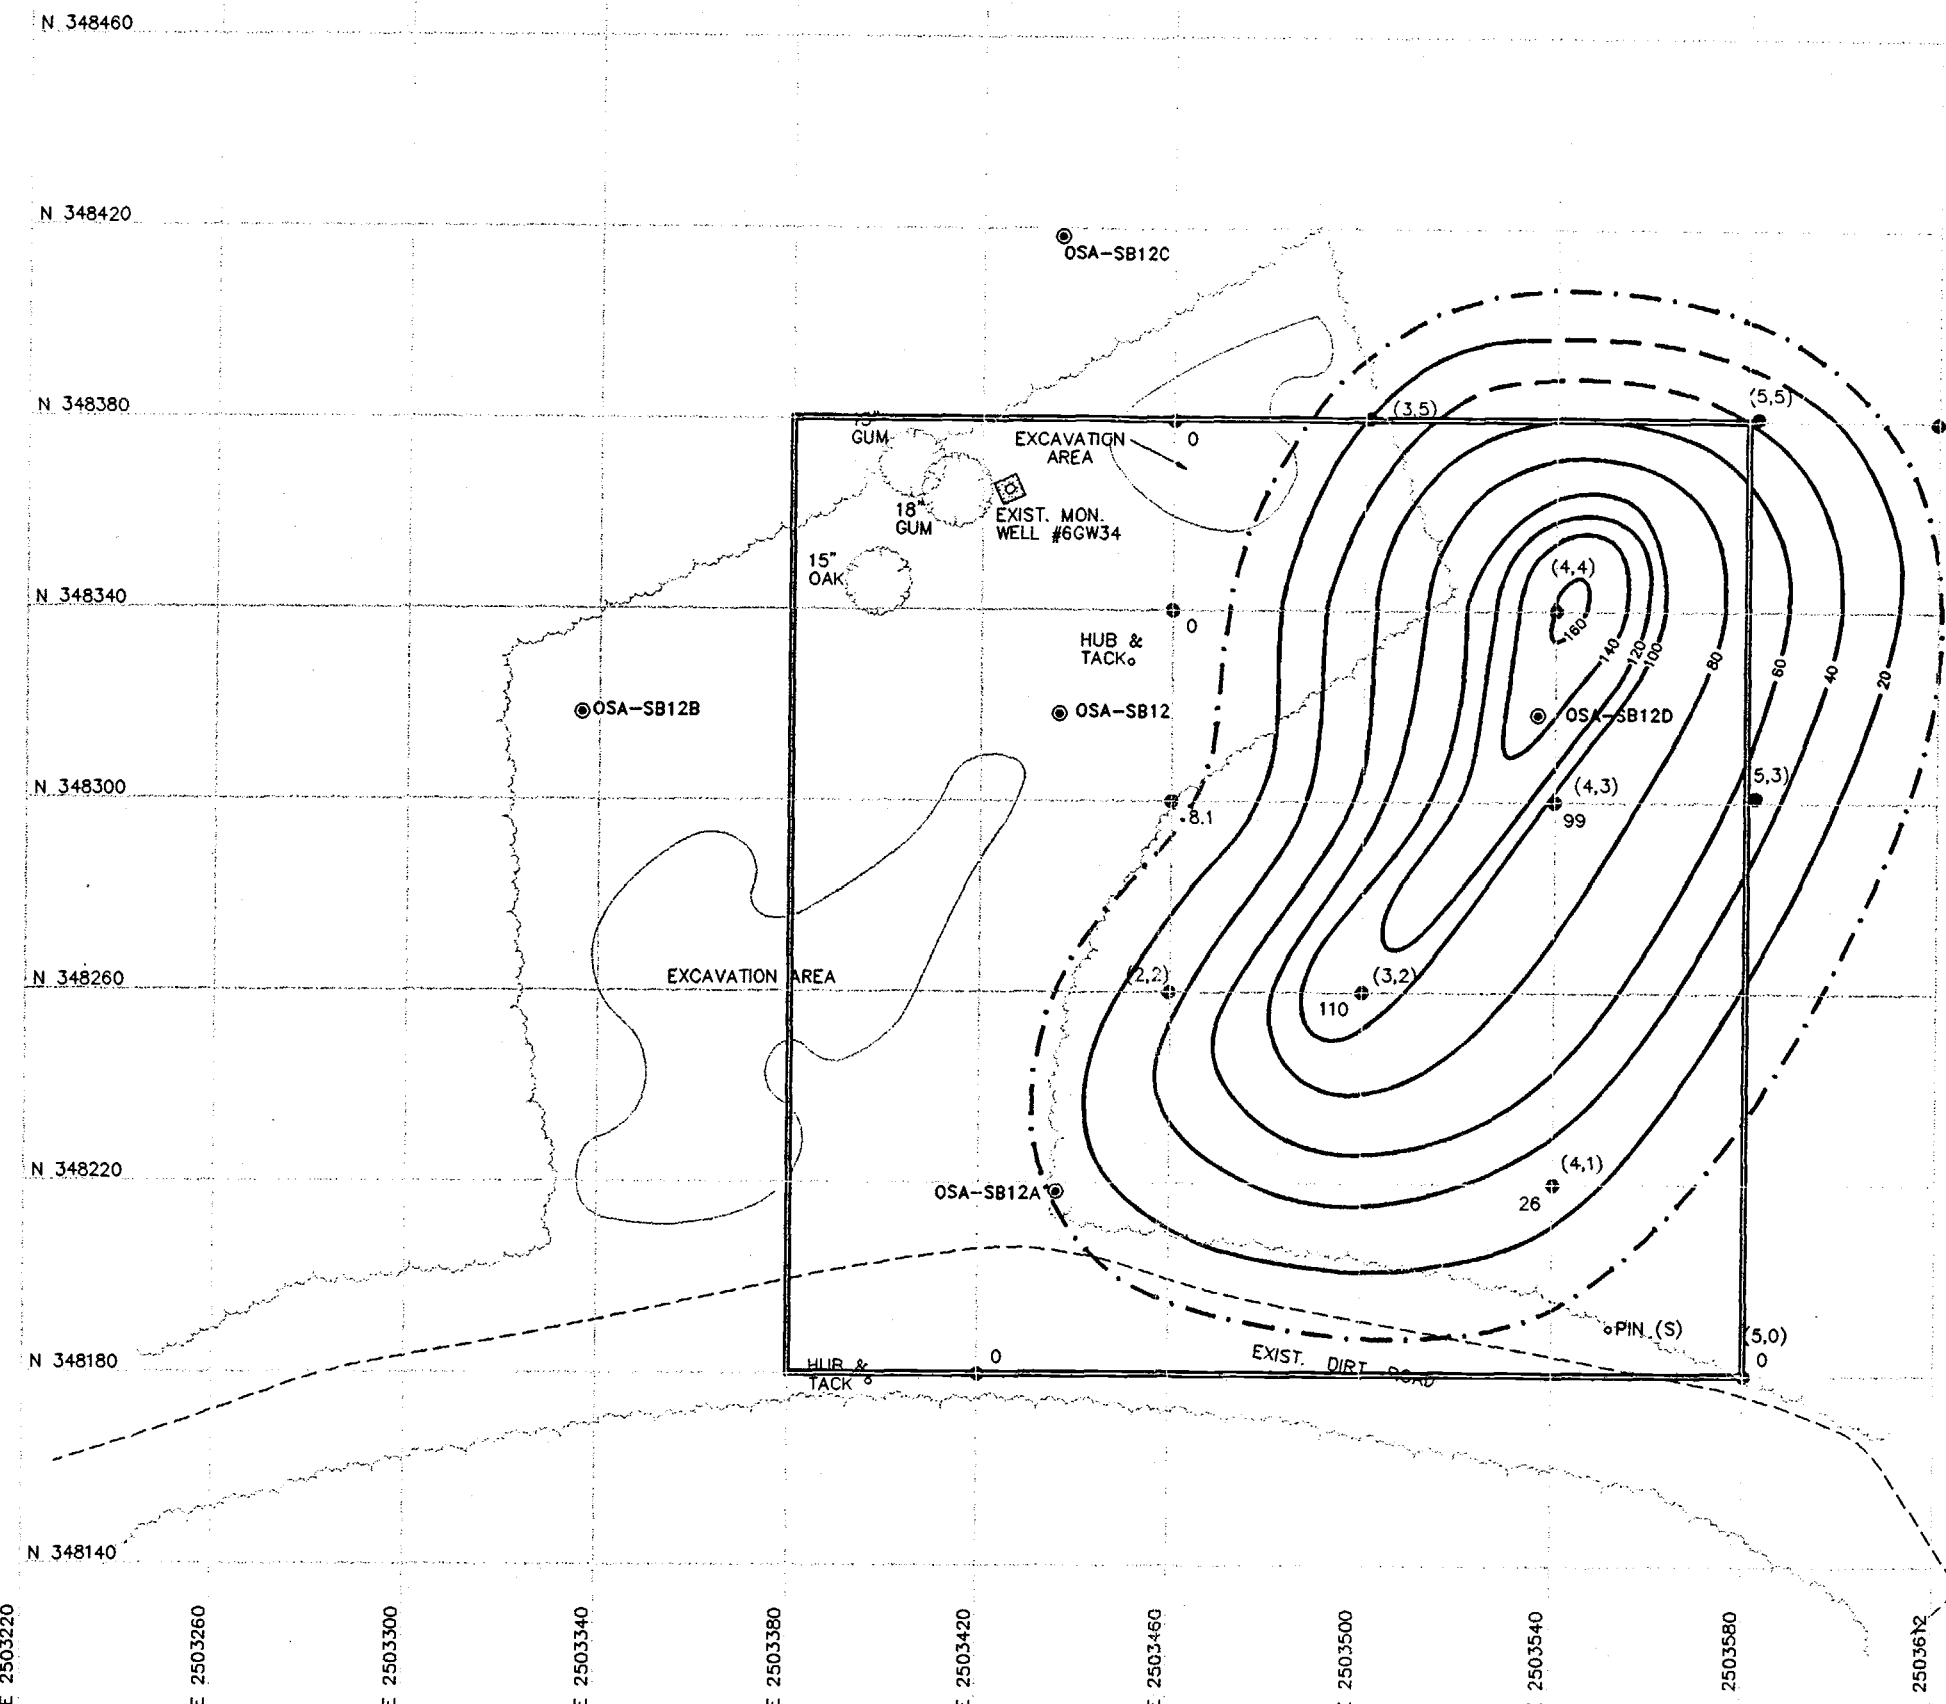 N 348460
N 348420
OSA-SB12C
N 348380
(3,5)
(5,5)
GUM
EXCAVATION
AREA
0
18"
GUM
EXIST. MON.
WELL #6GW34
15"
OAK
(4,4)
N 348340
0
160
HUB &
TACK
140
120
100
80
60
40
20
OSA-SB12B
OSA-SB12
OSA-SB12D
N 348300
(4,3)
5,3)
8.1
99
N 348260
EXCAVATION AREA
(2,2)
(3,2)
110
N 348220
(4,1)
OSA-SB12A
26
PIN (S)
(5,0)
N 348180
HUB &
TACK
0
EXIST. DIRT ROAD
0
N 348140
E 2503220
E 2503260
E 2503300
E 2503340
E 2503380
E 2503420
E 2503460
2503500
2503540
2503580
2503612